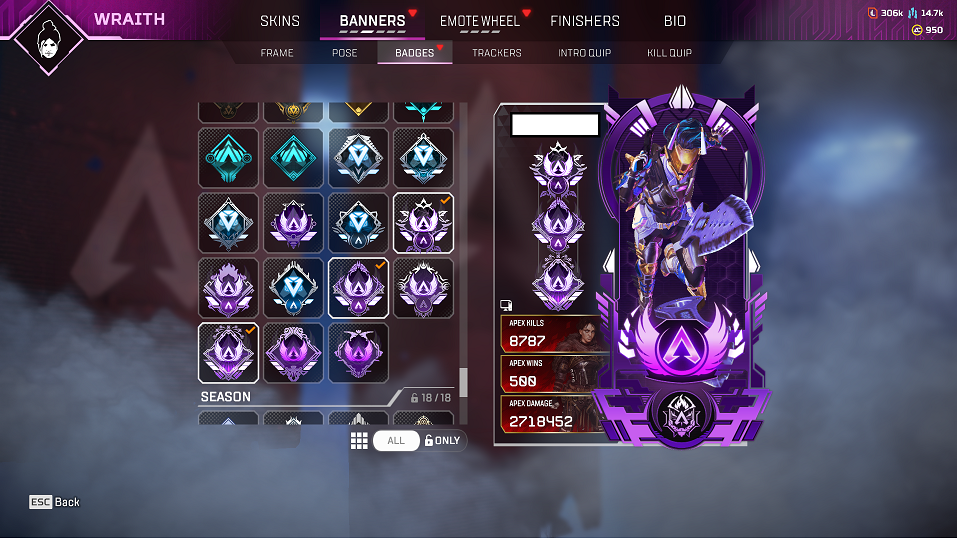 WRAITH
SKINS
BANNERS
EMOTE WHEEL
FINISHERS
BIO
306k
14.7k
950
FRAME
POSE
BADGES
TRACKERS
INTRO QUIP
KILL QUIP
APEX KILLS
8787
APEX WINS
500
APEX DAMAGE
2718452
SEASON
18 / 18
ALL
ONLY
ESC Back